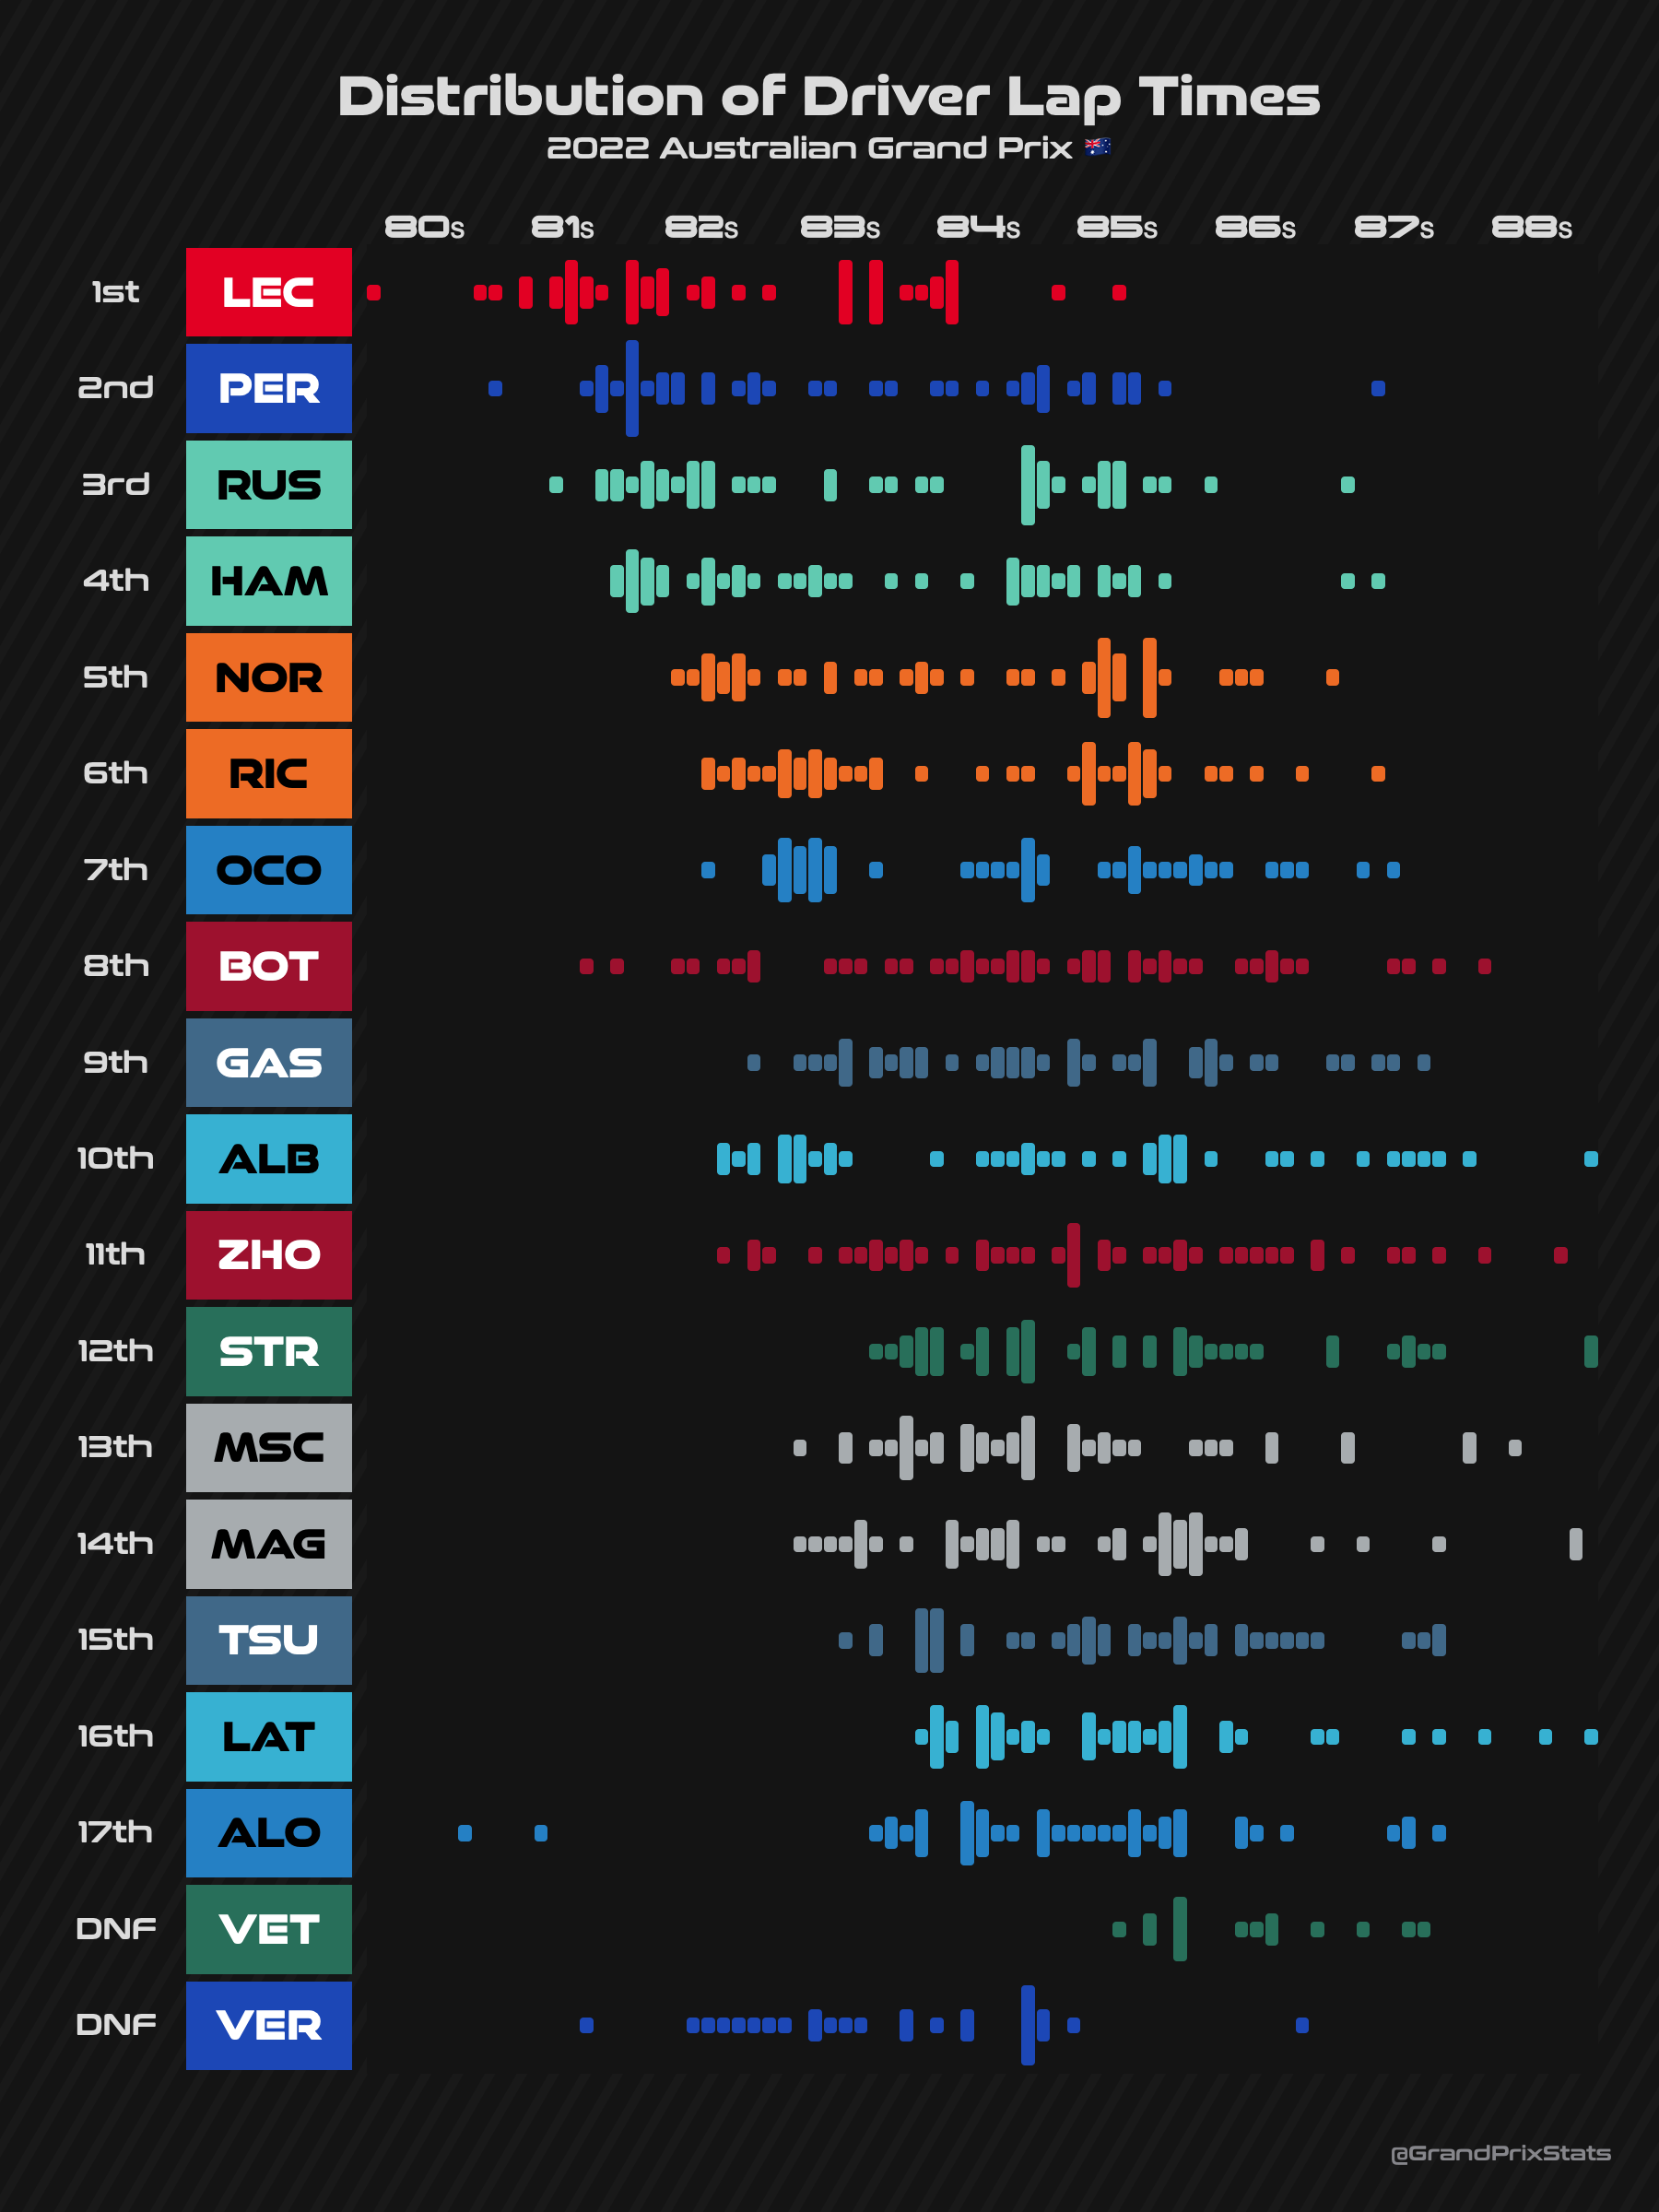 Distribution of Driver Lap Times
2022 Australian Grand Prix 🇦🇺
80s 81s 82s 83s 84s 85s 86s 87s 88s
1st LEC
2nd PER
3rd RUS
4th HAM
5th NOR
6th RIC
7th OCO
8th BOT
9th GAS
10th ALB
11th ZHO
12th STR
13th MSC
14th MAG
15th TSU
16th LAT
17th ALO
DNF VET
DNF VER
@GrandPrixStats